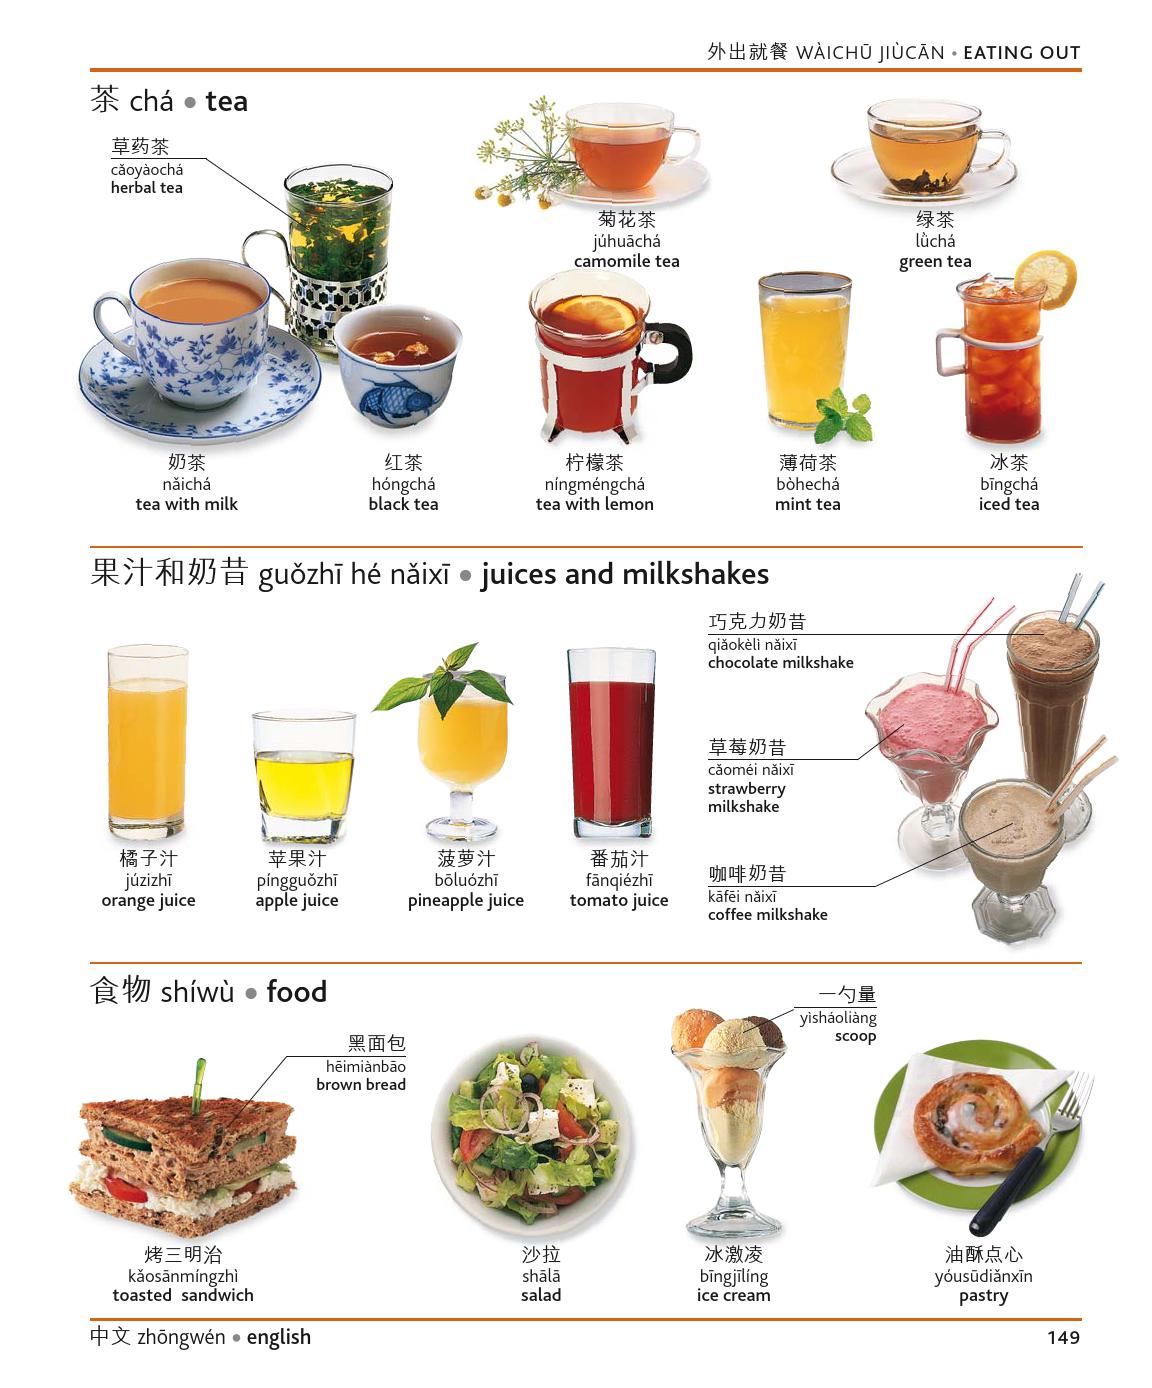 外出就餐 WÀICHŪ JIÙCĀN • EATING OUT
茶 chá • tea
草药茶
cǎoyàochá
herbal tea
菊花茶
júhuāchá
camomile tea
绿茶
lǜchá
green tea
奶茶
nǎichá
tea with milk
红茶
hóngchá
black tea
柠檬茶
níngméngchá
tea with lemon
薄荷茶
bòhechá
mint tea
冰茶
bīngchá
iced tea
果汁和奶昔 guǒzhī hé nǎixī • juices and milkshakes
橘子汁
júzizhī
orange juice
苹果汁
píngguǒzhī
apple juice
菠萝汁
bōluózhī
pineapple juice
番茄汁
fānqiézhī
tomato juice
巧克力奶昔
qiǎokèlì nǎixī
chocolate milkshake
草莓奶昔
cǎoméi nǎixī
strawberry
milkshake
咖啡奶昔
kāfēi nǎixī
coffee milkshake
食物 shíwù • food
黑面包
hēimiànbāo
brown bread
一勺量
yìsháoliàng
scoop
烤三明治
kǎosānmíngzhì
toasted sandwich
沙拉
shālā
salad
冰激凌
bīngjīlíng
ice cream
油酥点心
yóusūdiǎnxīn
pastry
中文 zhōngwén • english
149